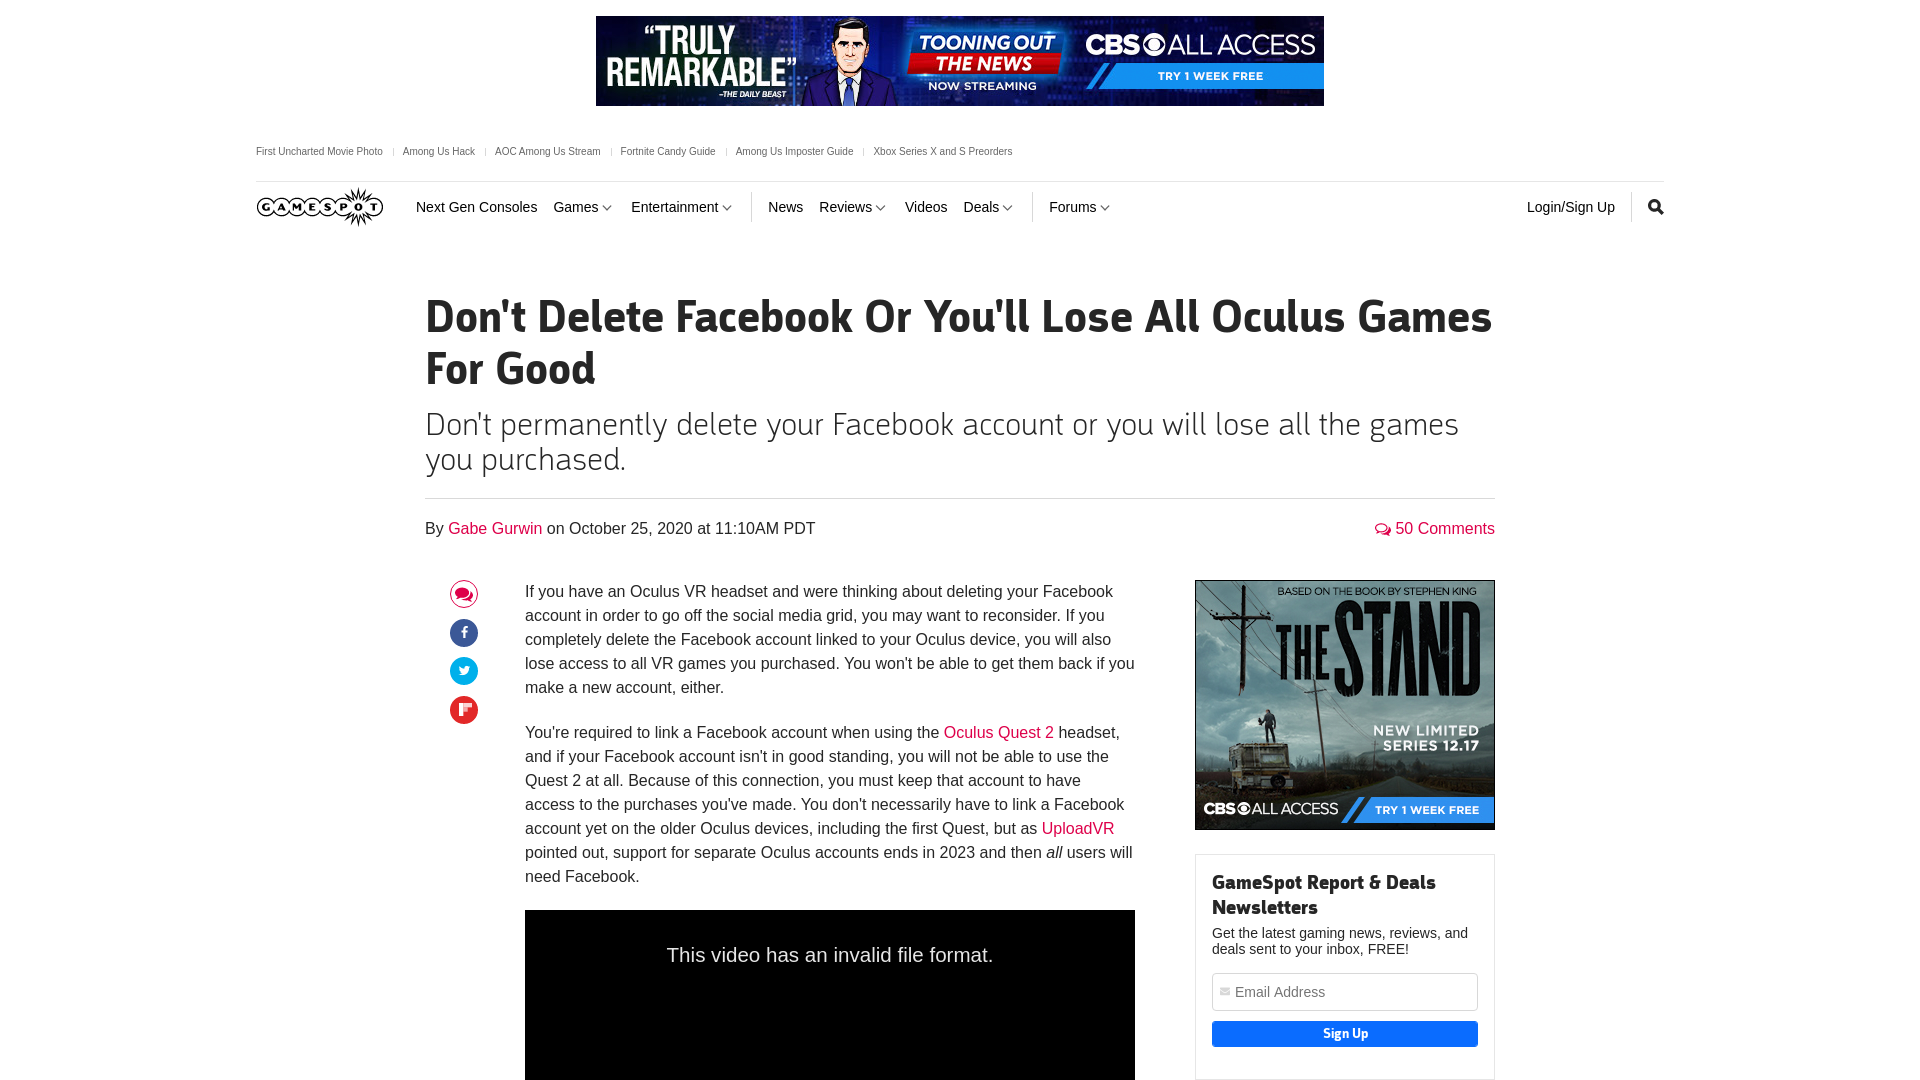 "TRULY
REMARKABLE"
–THE DAILY BEAST
TOONING OUT
THE NEWS
NOW STREAMING
CBS ALL ACCESS
TRY 1 WEEK FREE
First Uncharted Movie Photo
Among Us Hack
AOC Among Us Stream
Fortnite Candy Guide
Among Us Imposter Guide
Xbox Series X and S Preorders
GAMESPOT
Next Gen Consoles
Games
Entertainment
News
Reviews
Videos
Deals
Forums
Login/Sign Up
Don't Delete Facebook Or You'll Lose All Oculus Games
For Good
Don't permanently delete your Facebook account or you will lose all the games
you purchased.
By Gabe Gurwin on October 25, 2020 at 11:10AM PDT
50 Comments
If you have an Oculus VR headset and were thinking about deleting your Facebook
account in order to go off the social media grid, you may want to reconsider. If you
completely delete the Facebook account linked to your Oculus device, you will also
lose access to all VR games you purchased. You won't be able to get them back if you
make a new account, either.
You're required to link a Facebook account when using the Oculus Quest 2 headset,
and if your Facebook account isn't in good standing, you will not be able to use the
Quest 2 at all. Because of this connection, you must keep that account to have
access to the purchases you've made. You don't necessarily have to link a Facebook
account yet on the older Oculus devices, including the first Quest, but as UploadVR
pointed out, support for separate Oculus accounts ends in 2023 and then all users will
need Facebook.
This video has an invalid file format.
BASED ON THE BOOK BY STEPHEN KING
THE STAND
NEW LIMITED
SERIES 12.17
CBS ALL ACCESS
TRY 1 WEEK FREE
GameSpot Report & Deals
Newsletters
Get the latest gaming news, reviews, and
deals sent to your inbox, FREE!
Email Address
Sign Up